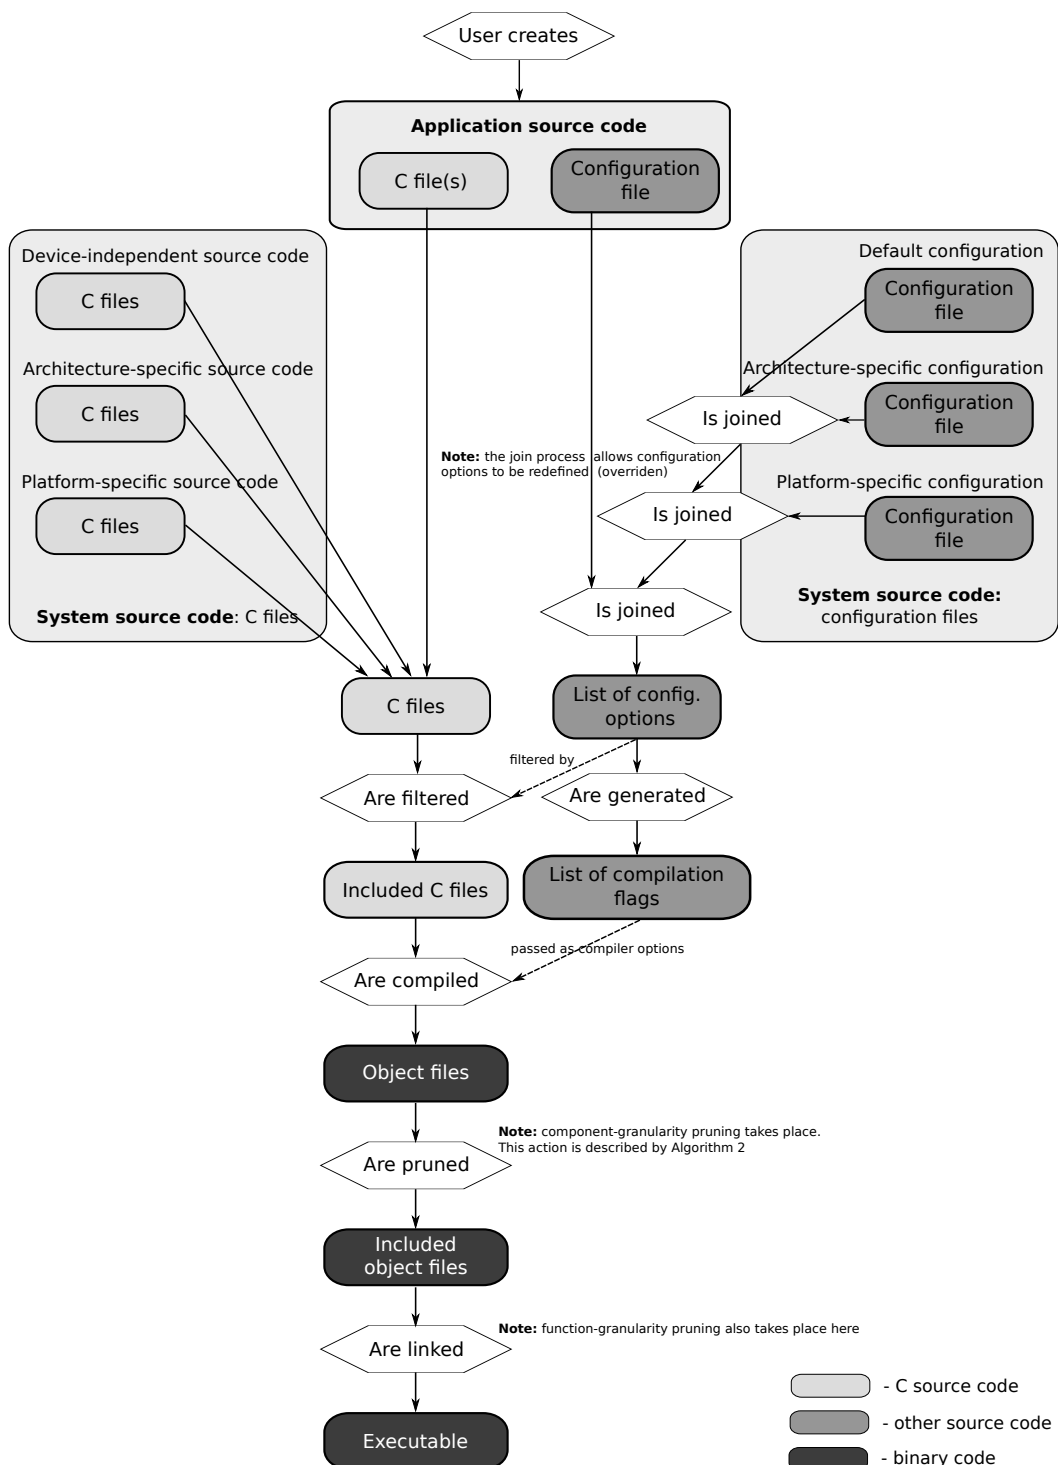 User creates
Application source code
C file(s)
Configuration
file
Device-independent source code
C files
Architecture-specific source code
C files
Platform-specific source code
C files
System source code: C files
Default configuration
Configuration
file
Architecture-specific configuration
Configuration
file
Is joined
Note: the join process allows configuration
options to be redefined (overriden)
Platform-specific configuration
Configuration
file
Is joined
System source code:
configuration files
Is joined
C files
List of config.
options
filtered by
Are filtered
Are generated
Included C files
List of compilation
flags
passed as compiler options
Are compiled
Object files
Note: component-granularity pruning takes place.
This action is described by Algorithm 2
Are pruned
Included
object files
Note: function-granularity pruning also takes place here
Are linked
Executable
- C source code
- other source code
- binary code